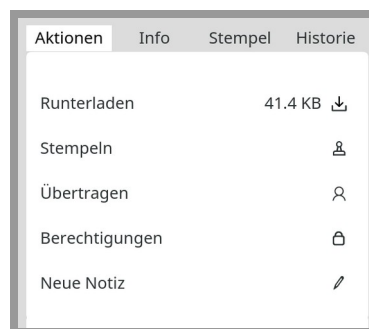 Aktionen Info Stempel Historie
Runterladen 41.4 KB
Stempeln
Übertragen
Berechtigungen
Neue Notiz